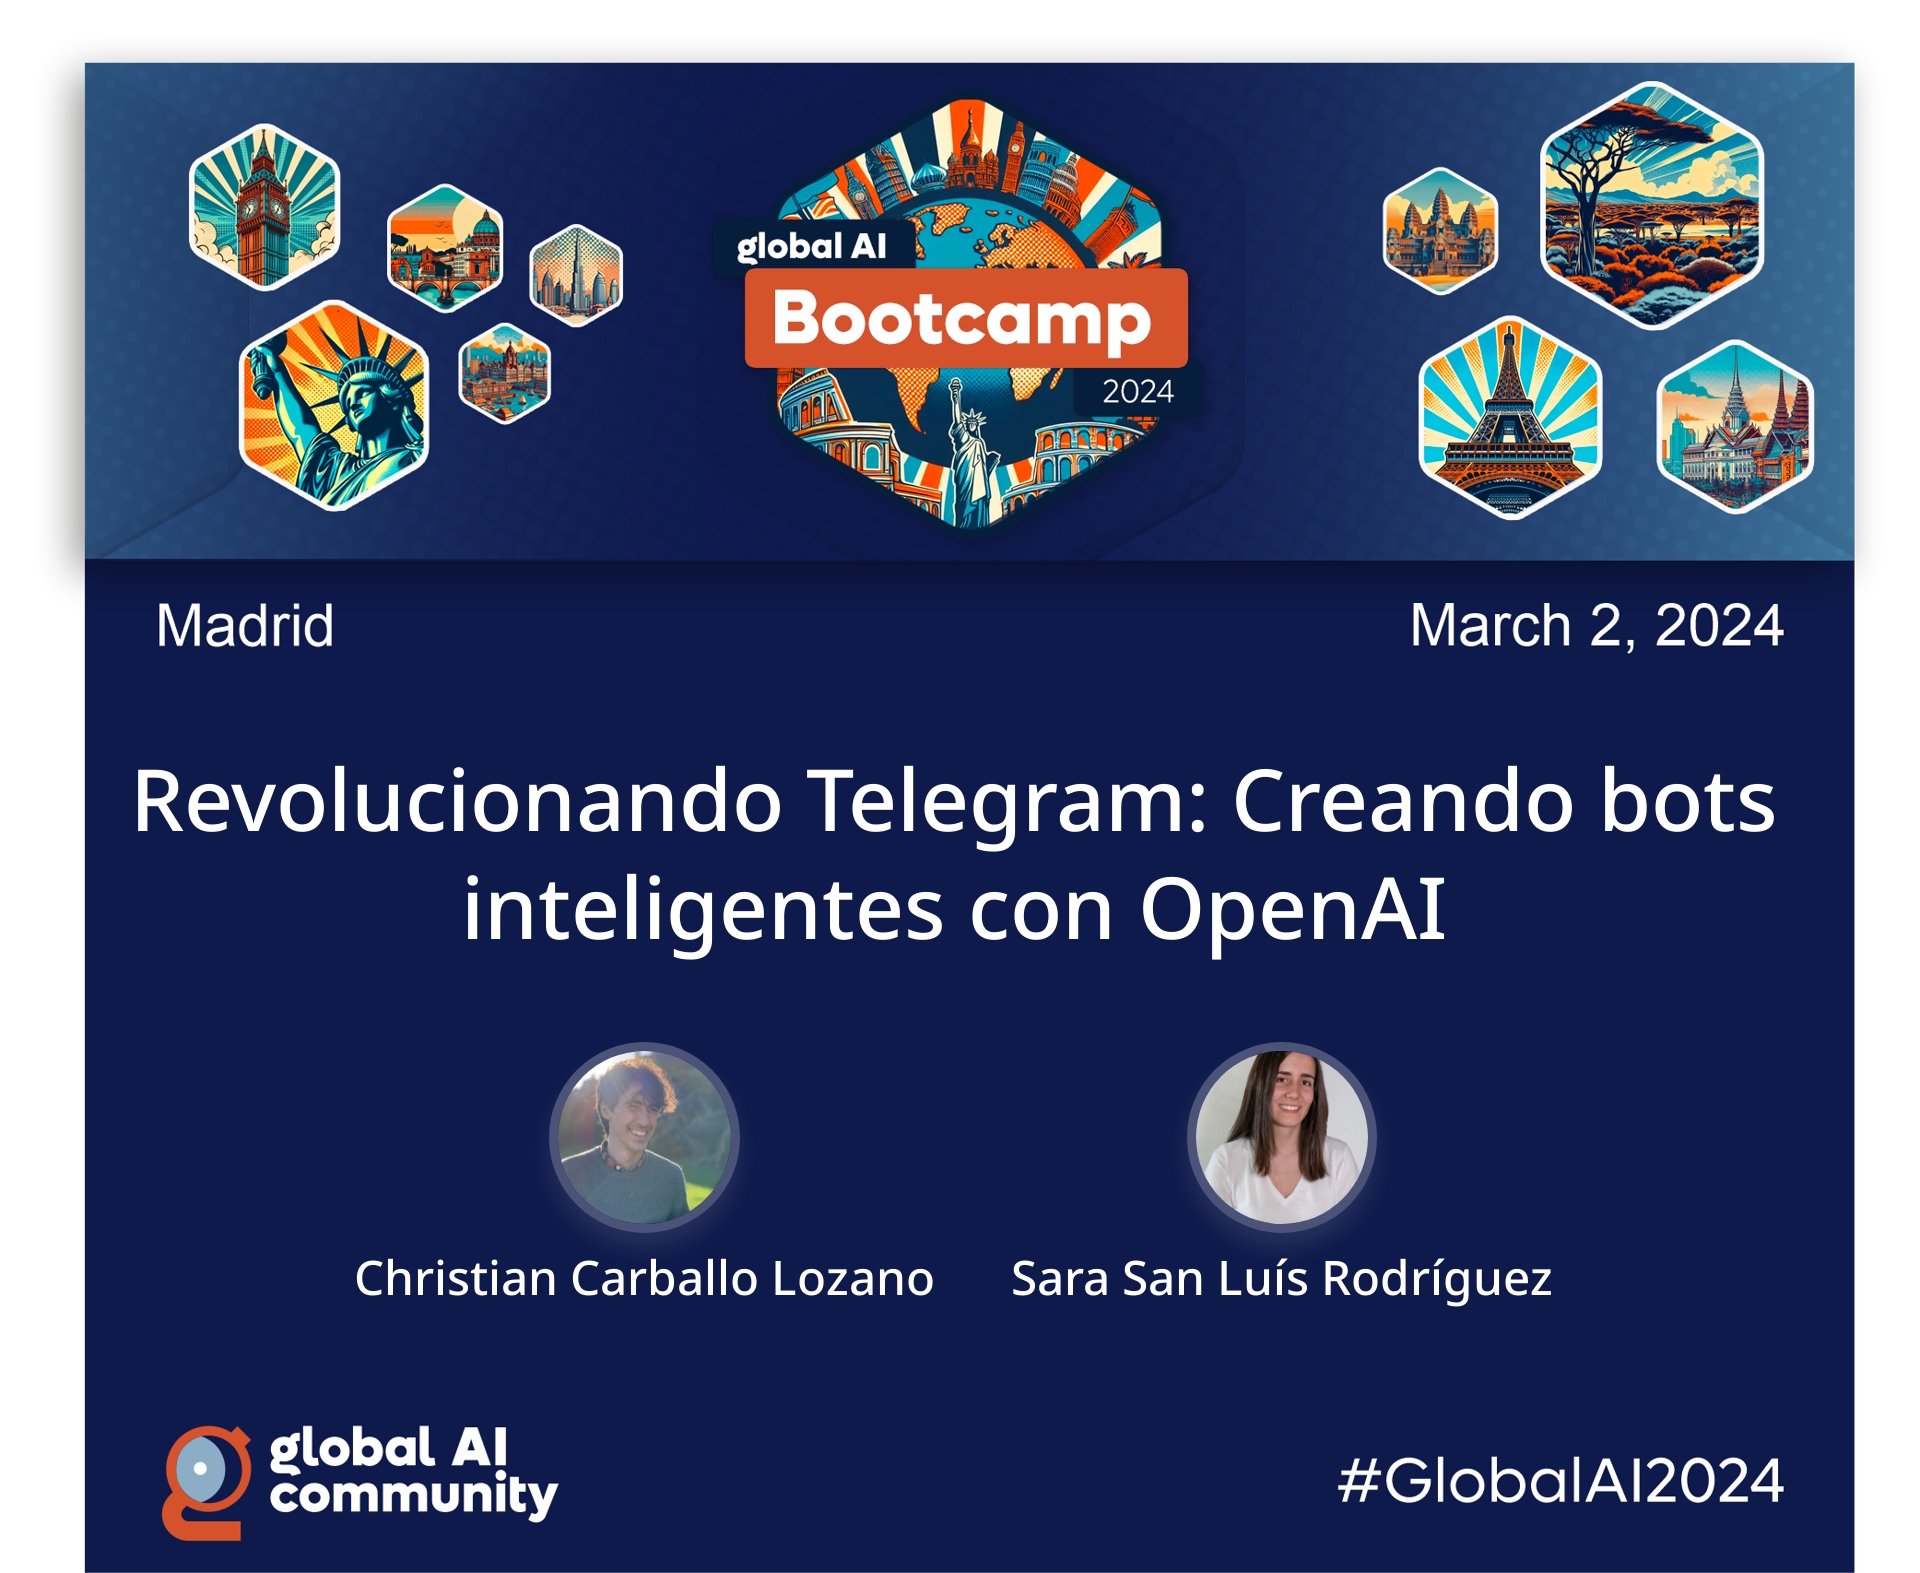 global AI
Bootcamp
2024
Madrid
March 2, 2024
Revolucionando Telegram: Creando bots
inteligentes con OpenAI
Christian Carballo Lozano
Sara San Luís Rodríguez
global AI
community
#GlobalAI2024